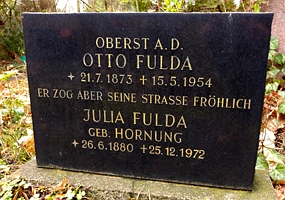 OBERST A.D.
OTTO FULDA
+ 21.7.1873 + 15.5.1954
ER ZOG ABER SEINE STRASSE FRÖHLICH
JULIA FULDA
GEB. HORNUNG
+ 26.6.1880 + 25.12.1972